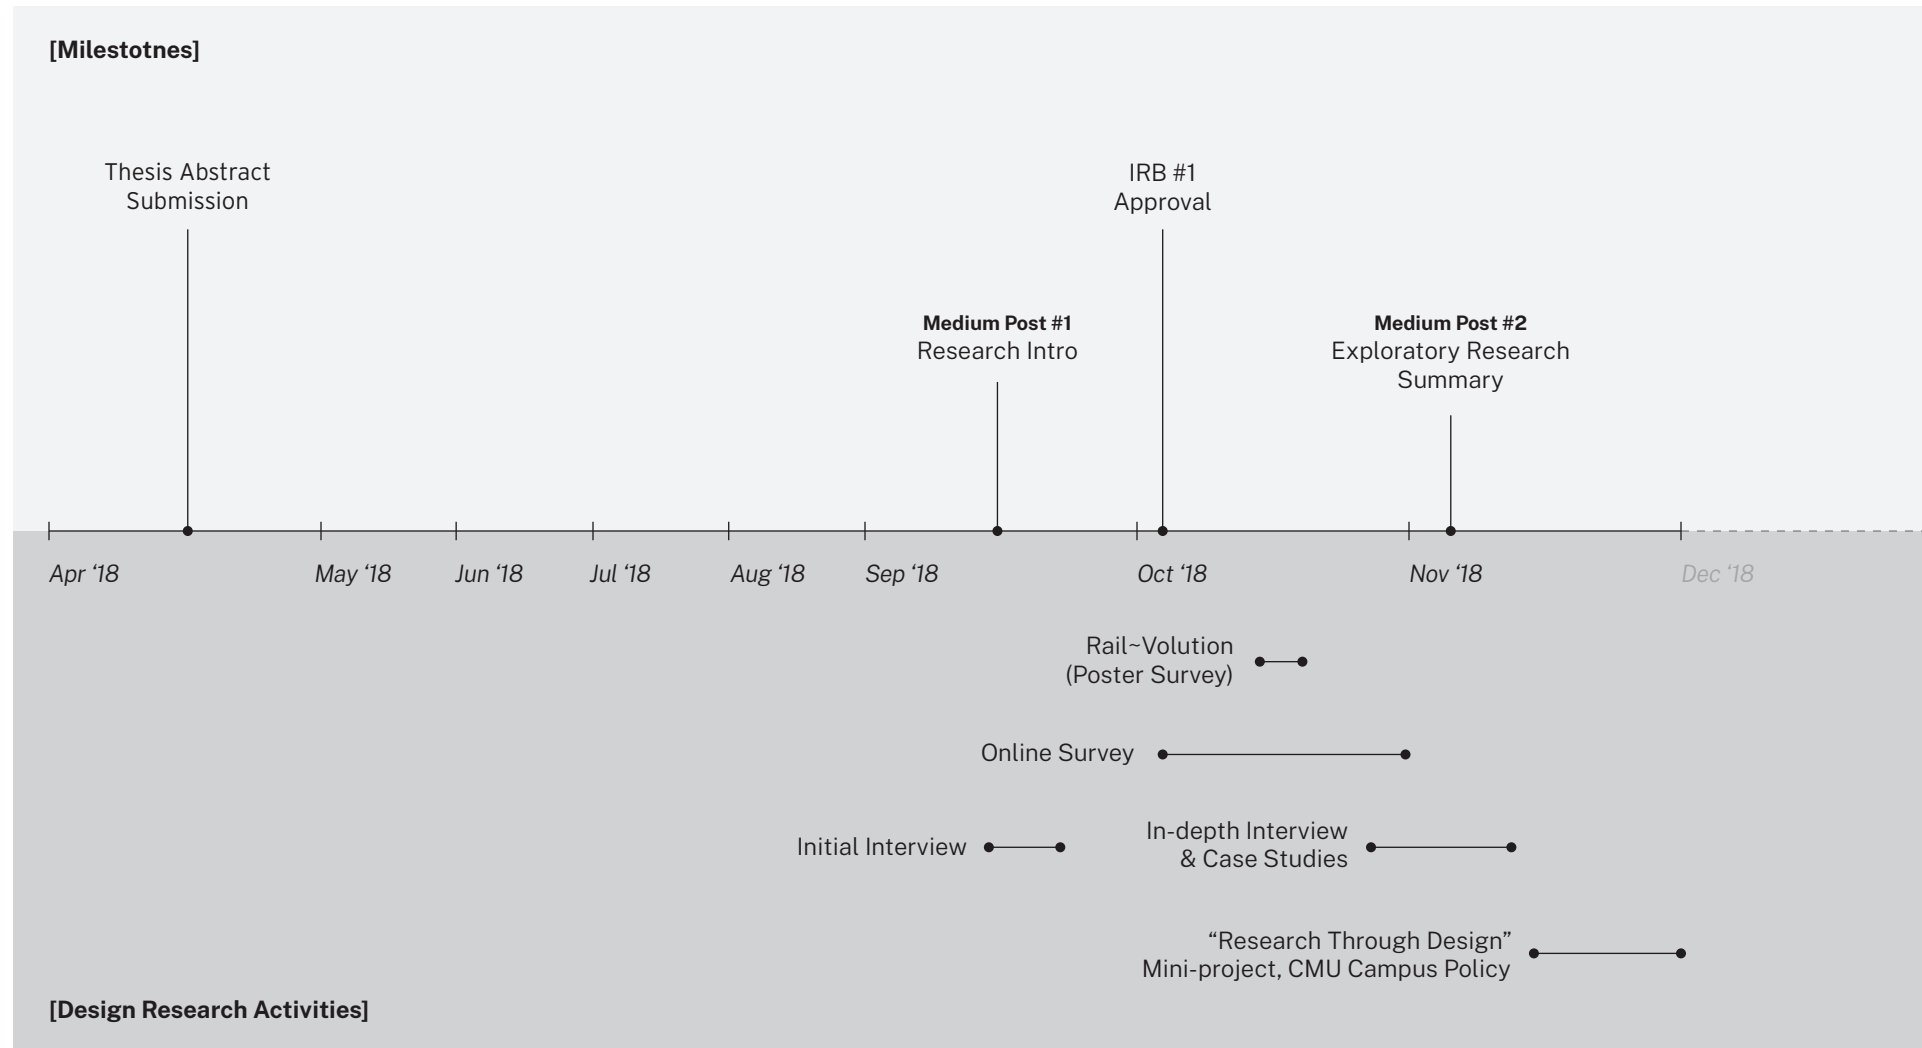 [Milestotnes]
Thesis Abstract
Submission
IRB #1
Approval
Medium Post #1
Research Intro
Medium Post #2
Exploratory Research
Summary
Apr ‘18
May ‘18
Jun ‘18
Jul ‘18
Aug ‘18
Sep ‘18
Oct ‘18
Nov ‘18
Dec ‘18
Rail~Volution
(Poster Survey)
Online Survey
Initial Interview
In-depth Interview
& Case Studies
“Research Through Design”
Mini-project, CMU Campus Policy
[Design Research Activities]